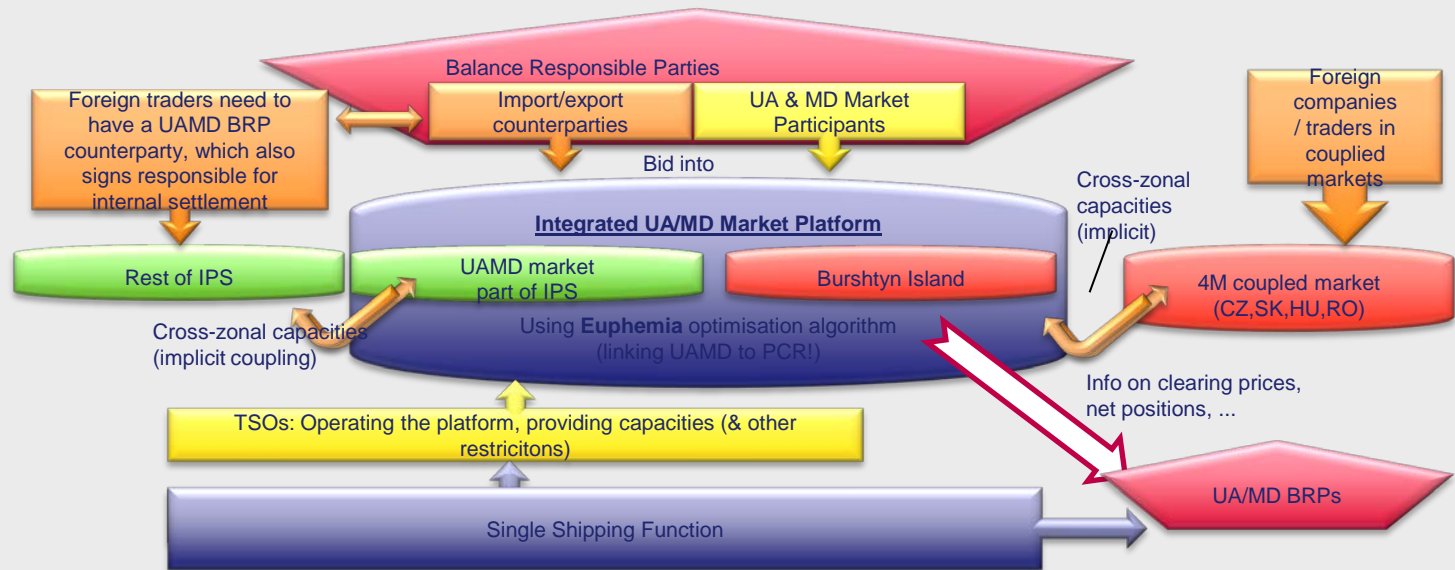 Balance Responsible Parties
Foreign traders need to
have a UAMD BRP
counterparty, which also
signs responsible for
internal settlement
Import/export
counterparties
UA & MD Market
Participants
Foreign
companies
/ traders in
couplied
markets
Bid into
Cross-zonal
capacities
(implicit)
Integrated UA/MD Market Platform
Rest of IPS
UAMD market
part of IPS
Burshtyn Island
4M coupled market
(CZ,SK,HU,RO)
Cross-zonal capacities
(implicit coupling)
Using Euphemia optimisation algorithm
(linking UAMD to PCR!)
Info on clearing prices,
net positions, ...
TSOs: Operating the platform, providing capacities (& other
restricitons)
UA/MD BRPs
Single Shipping Function